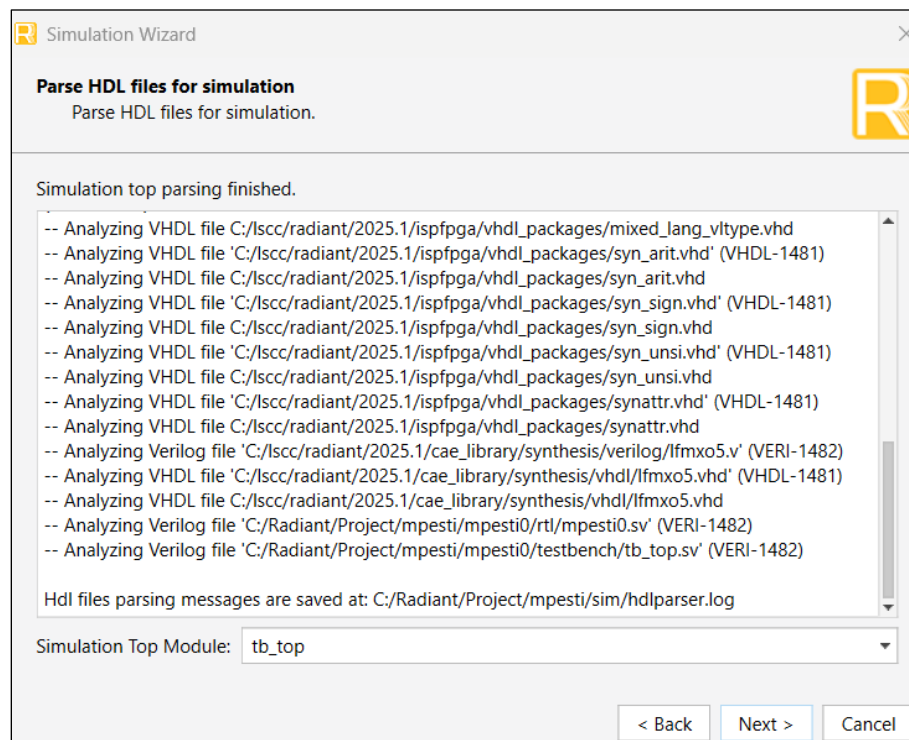 Simulation Wizard
Parse HDL files for simulation
Parse HDL files for simulation.
R
Simulation top parsing finished.
-- Analyzing VHDL file C:/lscc/radiant/2025.1/ispfpga/vhdl_packages/mixed_lang_vltype.vhd
-- Analyzing VHDL file 'C:/lscc/radiant/2025.1/ispfpga/vhdl_packages/syn_arit.vhd' (VHDL-1481)
-- Analyzing VHDL file C:/lscc/radiant/2025.1/ispfpga/vhdl_packages/syn_arit.vhd
-- Analyzing VHDL file 'C:/lscc/radiant/2025.1/ispfpga/vhdl_packages/syn_sign.vhd' (VHDL-1481)
-- Analyzing VHDL file C:/lscc/radiant/2025.1/ispfpga/vhdl_packages/syn_sign.vhd
-- Analyzing VHDL file 'C:/lscc/radiant/2025.1/ispfpga/vhdl_packages/syn_unsi.vhd' (VHDL-1481)
-- Analyzing VHDL file C:/lscc/radiant/2025.1/ispfpga/vhdl_packages/syn_unsi.vhd
-- Analyzing VHDL file 'C:/lscc/radiant/2025.1/ispfpga/vhdl_packages/synattr.vhd' (VHDL-1481)
-- Analyzing VHDL file C:/lscc/radiant/2025.1/ispfpga/vhdl_packages/synattr.vhd
-- Analyzing Verilog file 'C:/lscc/radiant/2025.1/cae_library/synthesis/verilog/lfmxo5.v' (VERI-1482)
-- Analyzing VHDL file 'C:/lscc/radiant/2025.1/cae_library/synthesis/vhdl/lfmxo5.vhd' (VHDL-1481)
-- Analyzing VHDL file C:/lscc/radiant/2025.1/cae_library/synthesis/vhdl/lfmxo5.vhd
-- Analyzing Verilog file 'C:/Radiant/Project/mpesti/mpesti0/rtl/mpesti0.sv' (VERI-1482)
-- Analyzing Verilog file 'C:/Radiant/Project/mpesti/mpesti0/testbench/tb_top.sv' (VERI-1482)
Hdl files parsing messages are saved at: C:/Radiant/Project/mpesti/sim/hdlparser.log
Simulation Top Module: tb_top
< Back Next > Cancel